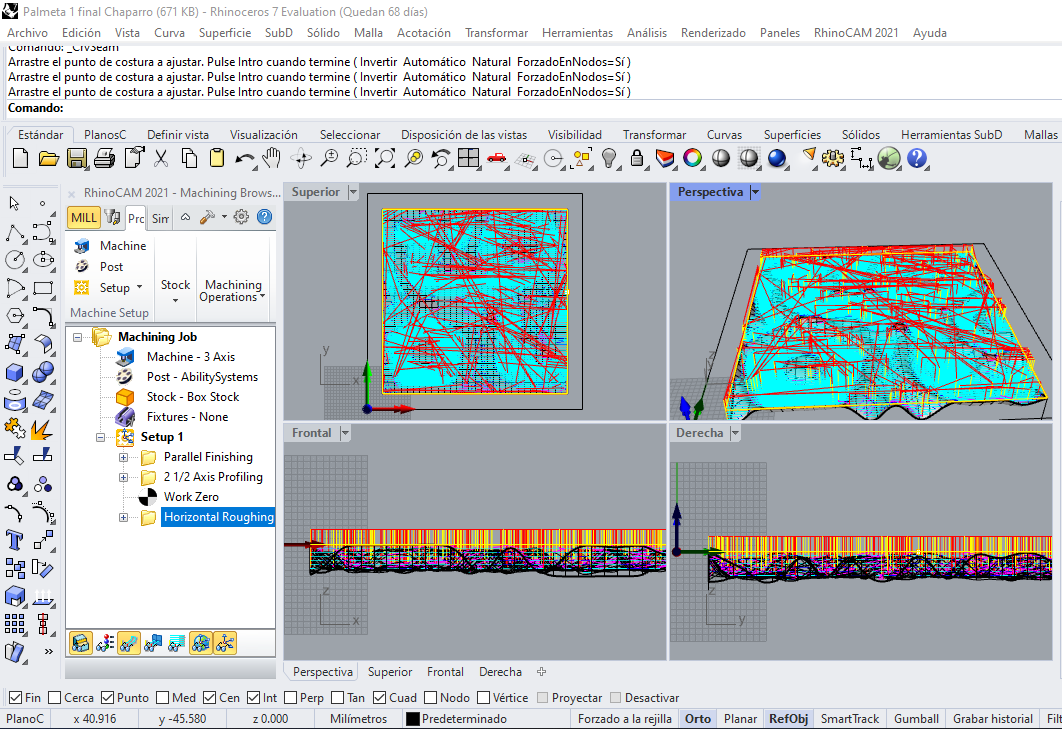 Palmeta 1 final Chaparro (671 KB) - Rhinoceros 7 Evaluation (Quedan 68 días)
Archivo Edición Vista Curva Superficie SubD Sólido Malla Acotación Transformar Herramientas Análisis Renderizado Paneles RhinoCAM 2021 Ayuda
Comando: _CrvSeam
Arrastre el punto de costura a ajustar. Pulse Intro cuando termine ( Invertir Automático Natural ForzadoEnNodos=Sí )
Arrastre el punto de costura a ajustar. Pulse Intro cuando termine ( Invertir Automático Natural ForzadoEnNodos=Sí )
Arrastre el punto de costura a ajustar. Pulse Intro cuando termine ( Invertir Automático Natural ForzadoEnNodos=Sí )
Comando:
Estándar PlanosC Definir vista Visualización Seleccionar Disposición de las vistas Visibilidad Transformar Curvas Superficies Sólidos Herramientas SubD Mallas
RhinoCAM 2021 - Machining Brows...
MILL Prc Sim
Machine
Post
Setup
Stock
Machining Operations
Machine Setup
Machining Job
Machine - 3 Axis
Post - AbilitySystems
Stock - Box Stock
Fixtures - None
Setup 1
Parallel Finishing
2 1/2 Axis Profiling
Work Zero
Horizontal Roughing
Superior
y
x
Perspectiva
z
Frontal
z
x
Derecha
z
y
Perspectiva Superior Frontal Derecha
Fin Cerca Punto Med Cen Int Perp Tan Cuad Nodo Vértice Proyectar Desactivar
PlanoC x 40.916 y -45.580 z 0.000 Milímetros Predeterminado Forzado a la rejilla Orto Planar RefObj SmartTrack Gumball Grabar historial Filt